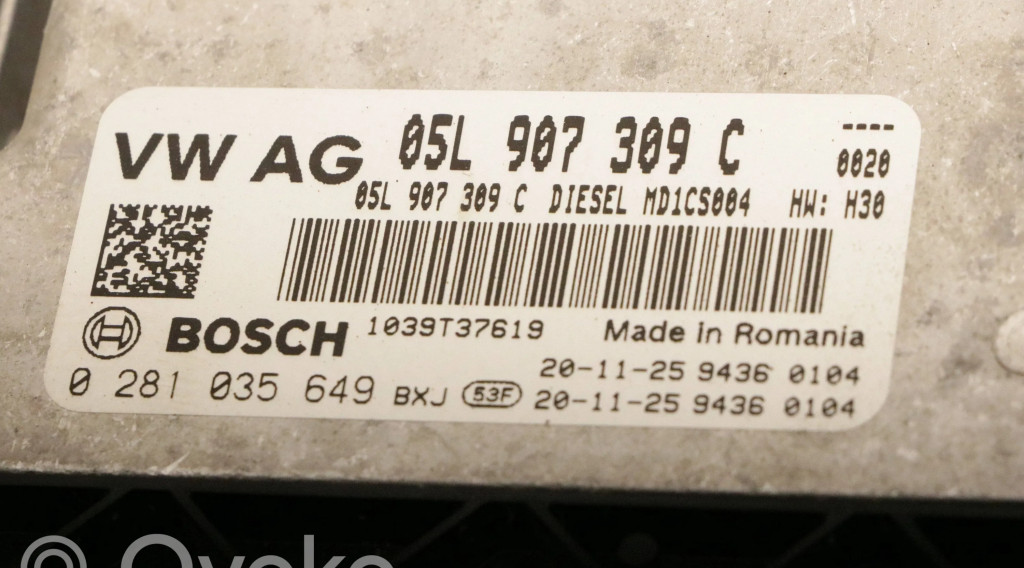 VW AG 05L 907 309 C ----
0020
05L 907 309 C DIESEL MD1CS004 HW: H30
BOSCH 1039T37619 Made in Romania
20-11-25 9436 0104
0 281 035 649 BXJ 53F 20-11-25 9436 0104